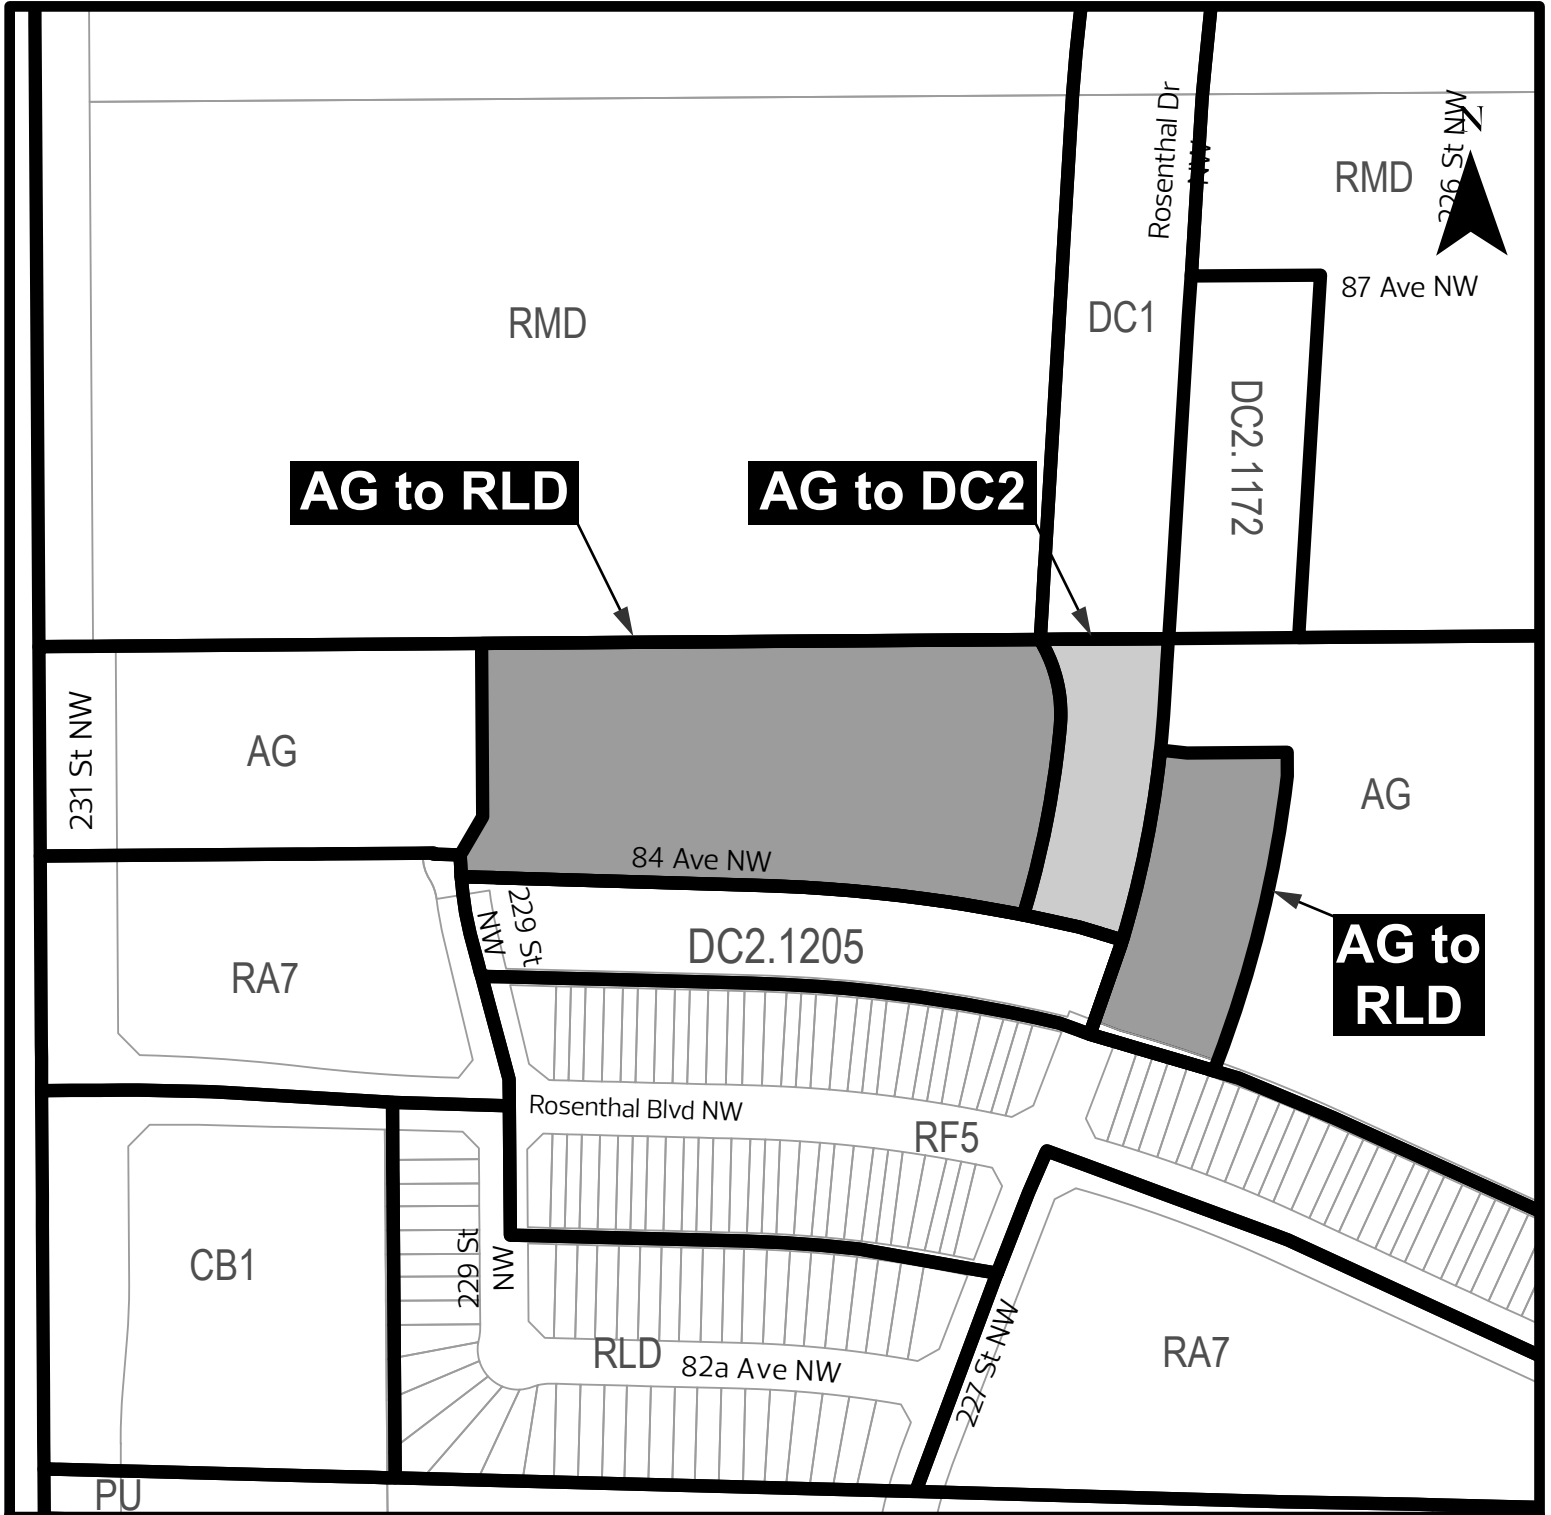 Rosenthal Dr
NW
226 St NW
N
RMD
87 Ave NW
RMD
DC1
DC2.1172
AG to RLD
AG to DC2
231 St NW
AG
AG
84 Ave NW
229 St
NW
DC2.1205
AG to
RLD
RA7
Rosenthal Blvd NW
RF5
CB1
229 St
NW
RLD
82a Ave NW
227 St NW
RA7
PU